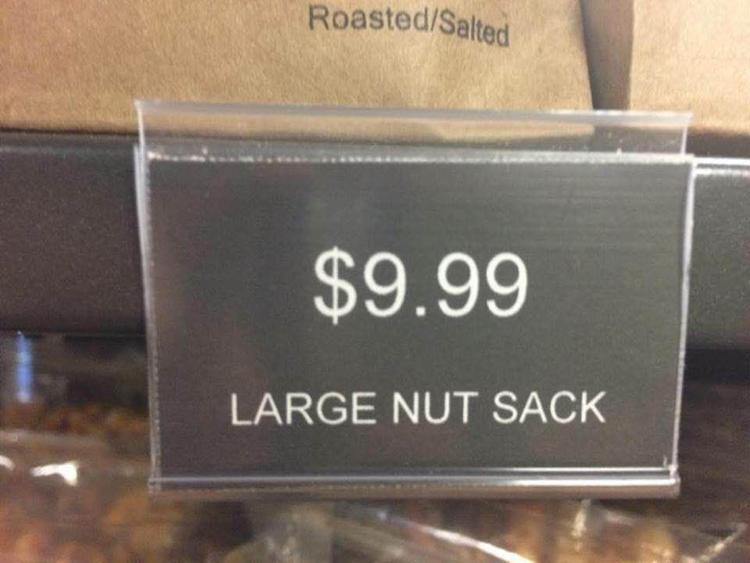 Roasted/Salted
$9.99
LARGE NUT SACK